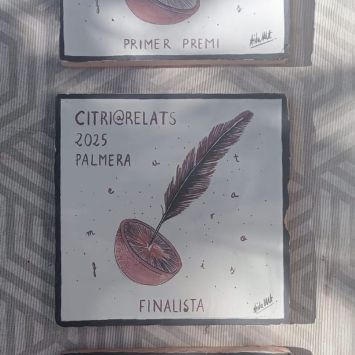 PRIMER PREMI
CITRI@RELATS
2025
PALMERA
FINALISTA